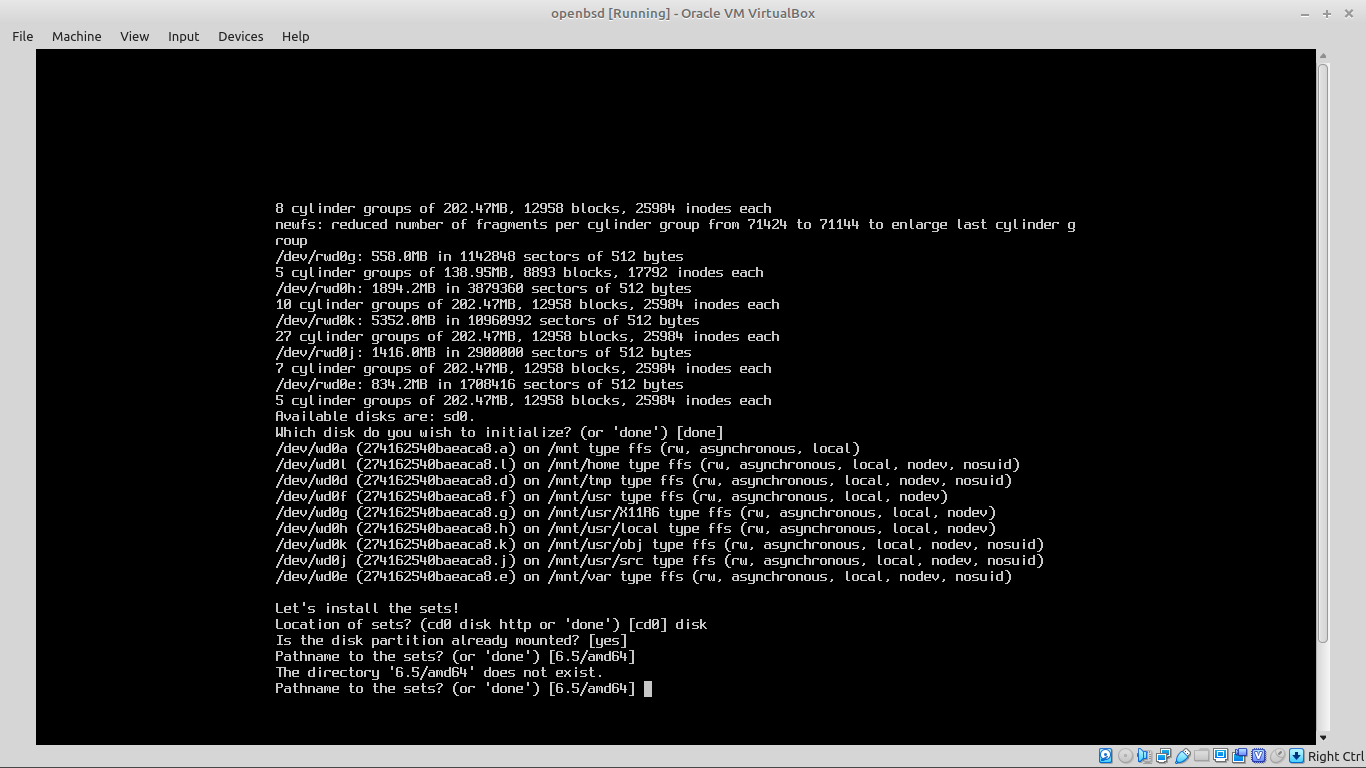 openbsd [Running] - Oracle VM VirtualBox
File Machine View Input Devices Help
8 cylinder groups of 202.47MB, 12958 blocks, 25984 inodes each
newfs: reduced number of fragments per cylinder group from 71424 to 71144 to enlarge last cylinder g
roup
/dev/rwd0g: 558.0MB in 1142848 sectors of 512 bytes
5 cylinder groups of 138.95MB, 8893 blocks, 17792 inodes each
/dev/rwd0h: 1894.2MB in 3879360 sectors of 512 bytes
10 cylinder groups of 202.47MB, 12958 blocks, 25984 inodes each
/dev/rwd0k: 5352.0MB in 10960992 sectors of 512 bytes
27 cylinder groups of 202.47MB, 12958 blocks, 25984 inodes each
/dev/rwd0j: 1416.0MB in 2900000 sectors of 512 bytes
7 cylinder groups of 202.47MB, 12958 blocks, 25984 inodes each
/dev/rwd0e: 834.2MB in 1708416 sectors of 512 bytes
5 cylinder groups of 202.47MB, 12958 blocks, 25984 inodes each
Available disks are: sd0.
Which disk do you wish to initialize? (or 'done') [done]
/dev/wd0a (274162540baeaca8.a) on /mnt type ffs (rw, asynchronous, local)
/dev/wd0l (274162540baeaca8.l) on /mnt/home type ffs (rw, asynchronous, local, nodev, nosuid)
/dev/wd0d (274162540baeaca8.d) on /mnt/tmp type ffs (rw, asynchronous, local, nodev, nosuid)
/dev/wd0f (274162540baeaca8.f) on /mnt/usr type ffs (rw, asynchronous, local, nodev)
/dev/wd0g (274162540baeaca8.g) on /mnt/usr/X11R6 type ffs (rw, asynchronous, local, nodev)
/dev/wd0h (274162540baeaca8.h) on /mnt/usr/local type ffs (rw, asynchronous, local, nodev)
/dev/wd0k (274162540baeaca8.k) on /mnt/usr/obj type ffs (rw, asynchronous, local, nodev, nosuid)
/dev/wd0j (274162540baeaca8.j) on /mnt/usr/src type ffs (rw, asynchronous, local, nodev, nosuid)
/dev/wd0e (274162540baeaca8.e) on /mnt/var type ffs (rw, asynchronous, local, nodev, nosuid)
Let's install the sets!
Location of sets? (cd0 disk http or 'done') [cd0] disk
Is the disk partition already mounted? [yes]
Pathname to the sets? (or 'done') [6.5/amd64]
The directory '6.5/amd64' does not exist.
Pathname to the sets? (or 'done') [6.5/amd64]
Right Ctrl